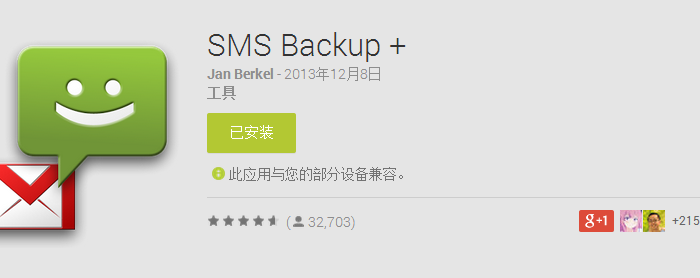 SMS Backup +
Jan Berkel - 2013年12月8日
工具
已安装
此应用与您的部分设备兼容。
(32,703)
g+1
+215